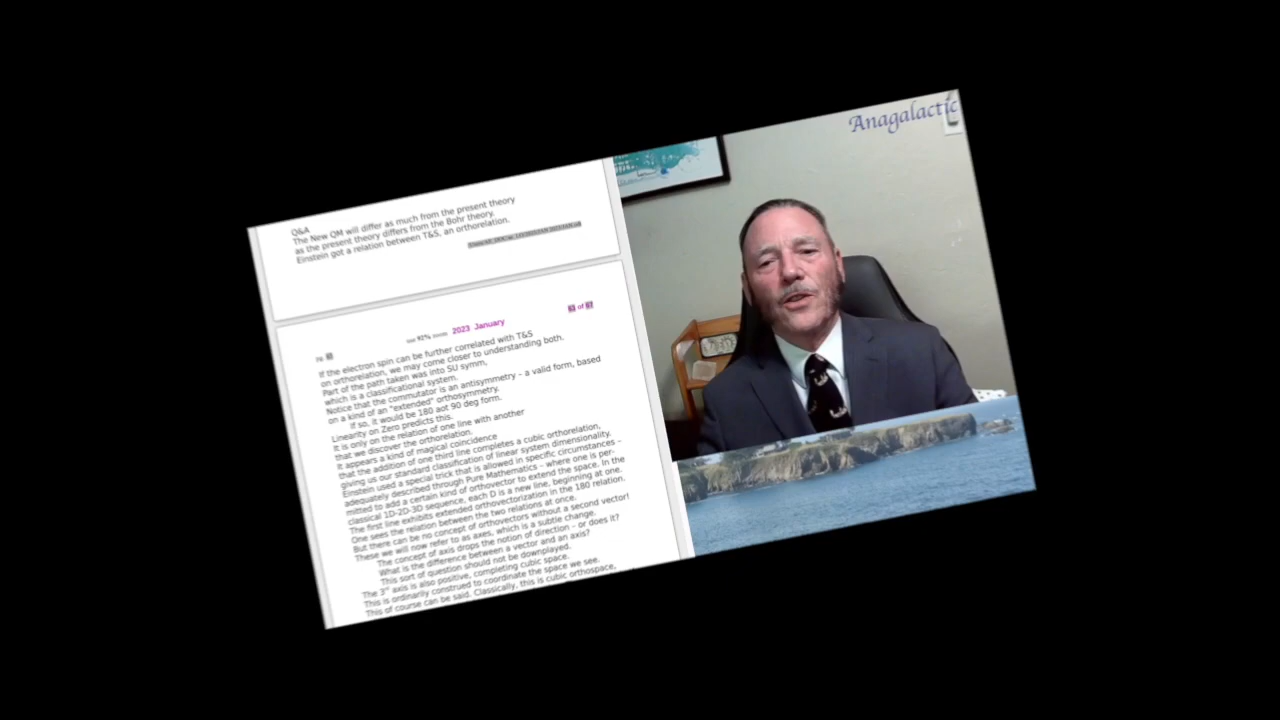 Anagalactic
Q&A
The New QM will differ as much from the present theory
as the present theory differs from the Bohr theory.
Einstein got a relation between T&S, an orthorelation.
92% 2023 January
of 97
If the electron spin can be further correlated with T&S
on orthorelation, we may come closer to understanding both.
Part of the path taken was into SU symm,
which is a classificational system.
Notice that the commutator is an antisymmetry – a valid form, based
on a kind of an "extended" orthosymmetry.
If so, it would be 180 aot 90 deg form.
Linearity on Zero predicts this.
It is only on the relation of one line with another
that we discover the orthorelation.
It appears a kind of magical coincidence
that the addition of one third line completes a cubic orthorelation,
giving us our standard classification of linear system dimensionality.
Einstein used a special trick that is allowed in specific circumstances –
adequately described through Pure Mathematics – where one is per-
mitted to add a certain kind of orthovector to extend the space. In the
classical 1D-2D-3D sequence, each D is a new line, beginning at one.
The first line exhibits extended orthovectorization in the 180 relation.
One sees the relation between the two relations at once.
But there can be no concept of orthovectors without a second vector!
These we will now refer to as axes, which is a subtle change.
The concept of axis drops the notion of direction – or does it?
What is the difference between a vector and an axis?
This sort of question should not be downplayed.
The 3rd axis is also positive, completing cubic space.
This is ordinarily construed to coordinate the space we see.
This of course can be said. Classically, this is cubic orthospace,